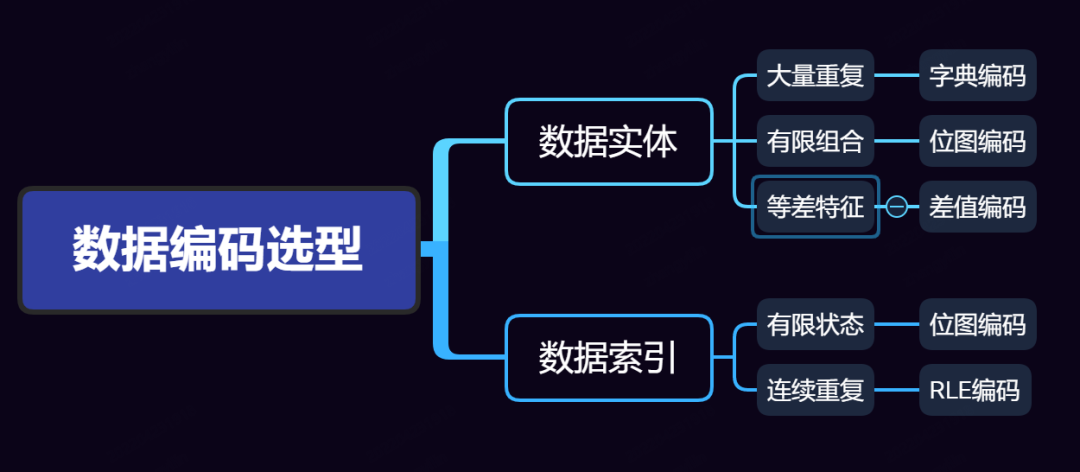 数据编码选型
数据实体
大量重复
字典编码
有限组合
位图编码
等差特征
差值编码
数据索引
有限状态
位图编码
连续重复
RLE编码